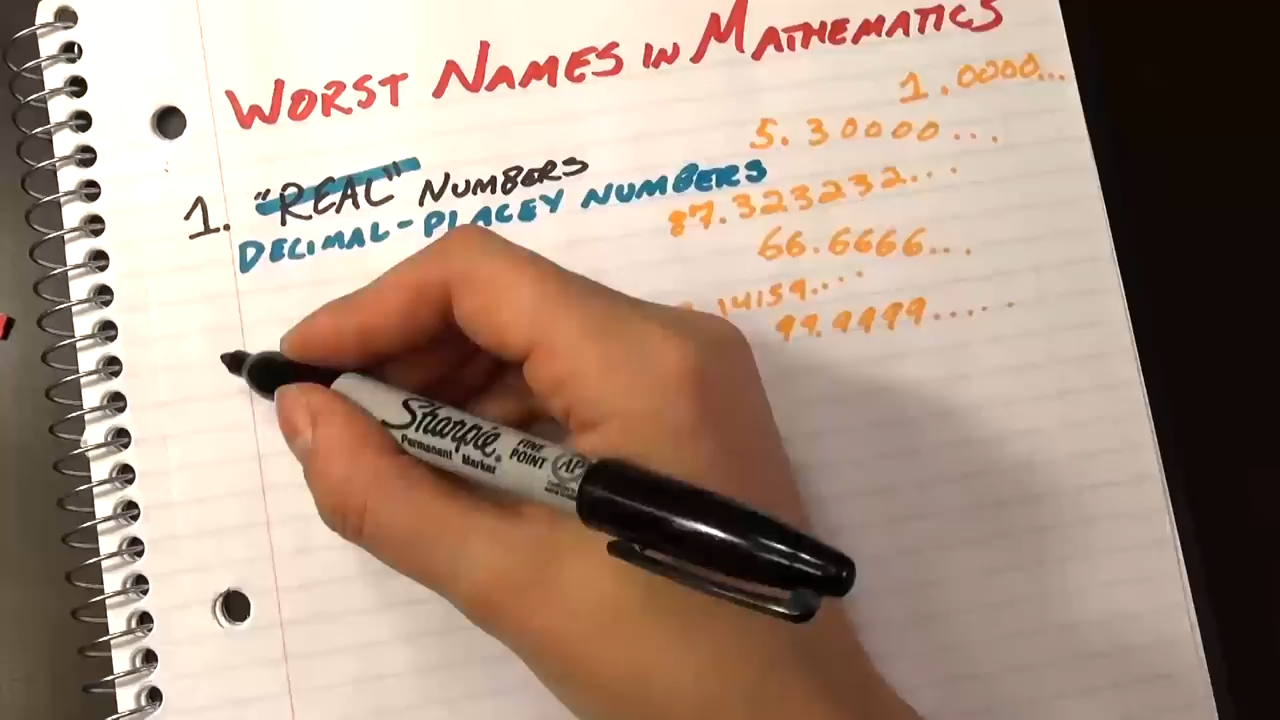 WORST NAMES IN MATHEMATICS
1.0000...
5.30000...
1. "REAL" NUMBERS
DECIMAL-PLACEY NUMBERS
87.323232...
66.6666...
14159....
99.9999.....
Sharpie.
Permanent Marker
FINE
POINT
AP